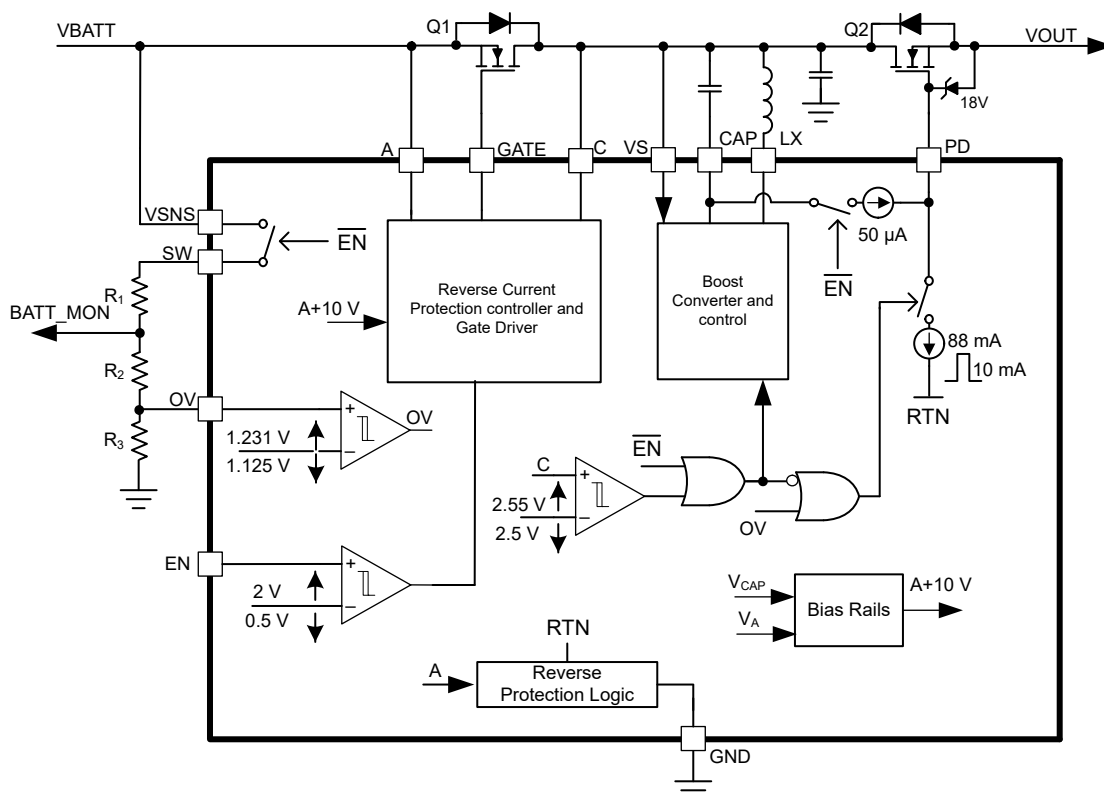 VBATT
Q1
Q2
VOUT
18V
A
GATE
C
VS
CAP
LX
PD
VSNS
SW
EN
50 µA
EN
R1
BATT_MON
R2
OV
R3
A+10 V
Reverse Current
Protection controller and
Gate Driver
Boost
Converter and
control
88 mA
10 mA
RTN
+
OV
1.231 V
−
1.125 V
EN
C
+
2.55 V
−
2.5 V
OV
EN
+
2 V
−
0.5 V
VCAP
VA
Bias Rails
A+10 V
RTN
A
Reverse
Protection Logic
GND